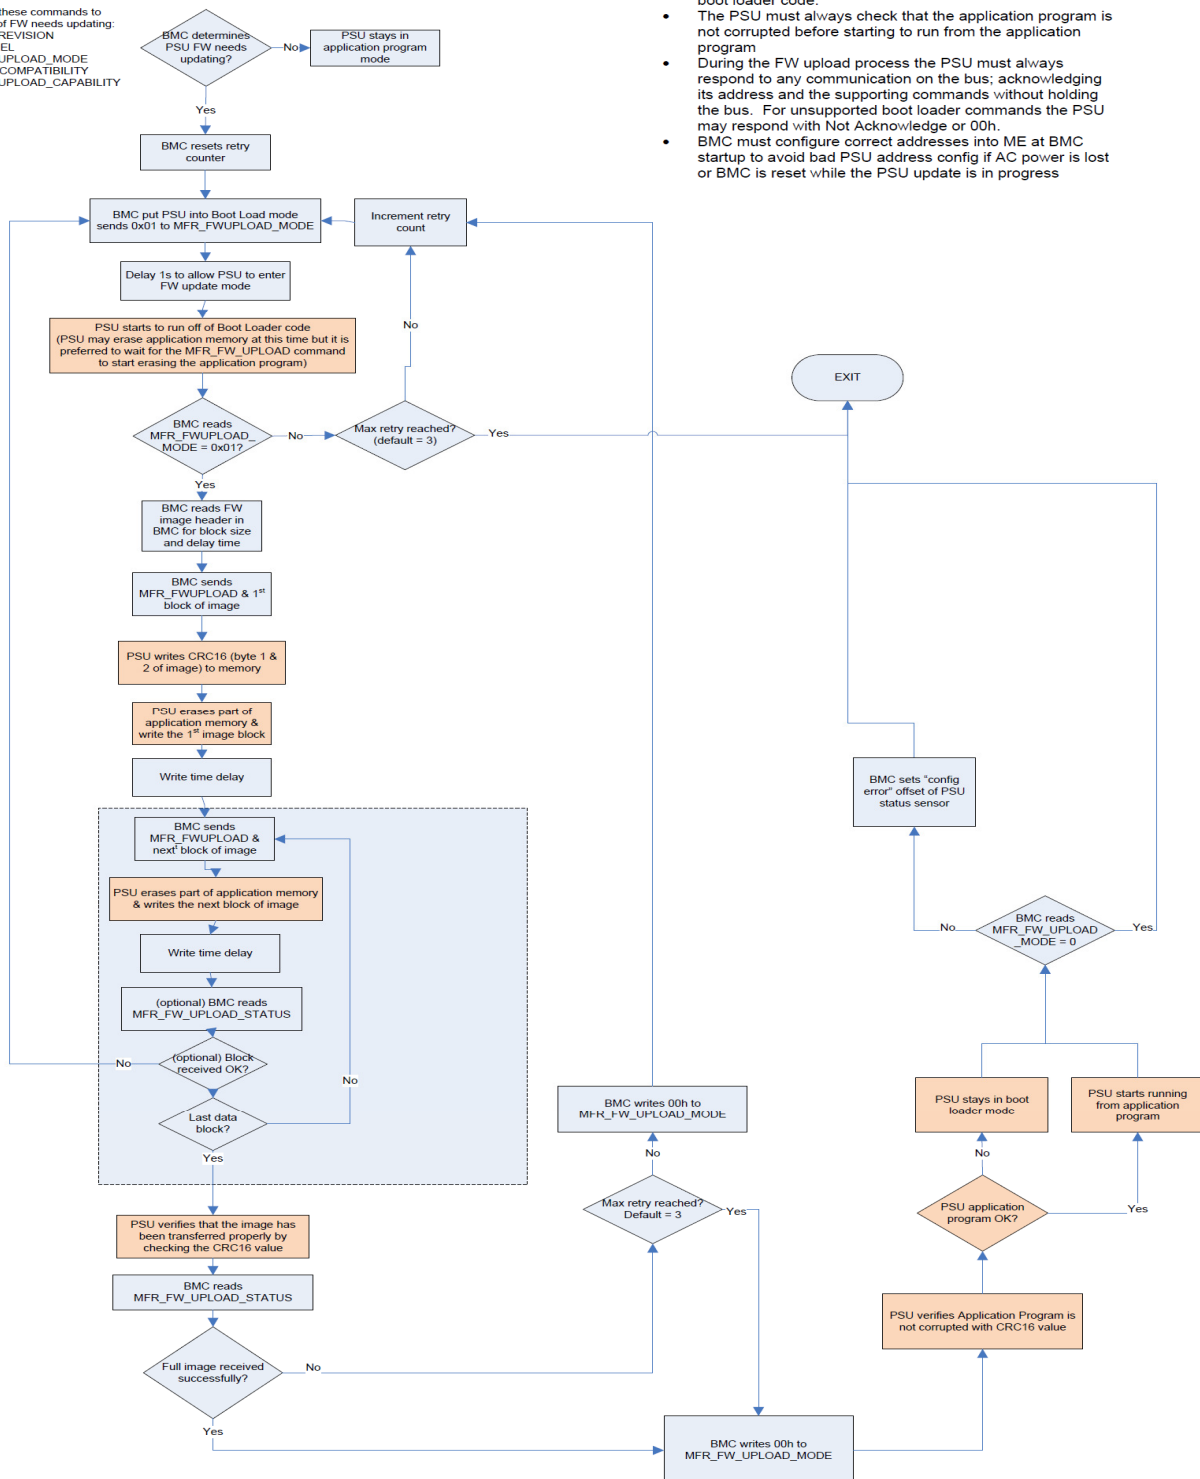 these commands to
of FW needs updating:
REVISION
EL
UPLOAD_MODE
COMPATIBILITY
UPLOAD_CAPABILITY
BMC determines
PSU FW needs
updating?
No
PSU stays in
application program
mode
boot loader code.
• The PSU must always check that the application program is
not corrupted before starting to run from the application
program
• During the FW upload process the PSU must always
respond to any communication on the bus; acknowledging
its address and the supporting commands without holding
the bus. For unsupported boot loader commands the PSU
may respond with Not Acknowledge or 00h.
• BMC must configure correct addresses into ME at BMC
startup to avoid bad PSU address config if AC power is lost
or BMC is reset while the PSU update is in progress
Yes
BMC resets retry
counter
BMC put PSU into Boot Load mode
sends 0x01 to MFR_FWUPLOAD_MODE
Increment retry
count
Delay 1s to allow PSU to enter
FW update mode
No
PSU starts to run off of Boot Loader code
(PSU may erase application memory at this time but it is
preferred to wait for the MFR_FW_UPLOAD command
to start erasing the application program)
EXIT
BMC reads
MFR_FWUPLOAD_
MODE = 0x01?
No
Max retry reached?
(default = 3)
Yes
Yes
BMC reads FW
image header in
BMC for block size
and delay time
BMC sends
MFR_FWUPLOAD & 1st
block of image
PSU writes CRC16 (byte 1 &
2 of image) to memory
PSU erases part of
application memory &
write the 1st image block
Write time delay
BMC sets "config
error" offset of PSU
status sensor
BMC sends
MFR_FWUPLOAD &
next block of image
PSU erases part of application memory
& writes the next block of image
Write time delay
BMC reads
MFR_FW_UPLOAD
_MODE = 0
No
Yes
(optional) BMC reads
MFR_FW_UPLOAD_STATUS
(optional) Block
received OK?
No
No
Last data
block?
Yes
BMC writes 00h to
MFR_FW_UPLOAD_MODE
PSU stays in boot
loader mode
PSU starts running
from application
program
No
No
Max retry reached?
Default = 3
Yes
PSU application
program OK?
Yes
PSU verifies that the image has
been transferred properly by
checking the CRC16 value
BMC reads
MFR_FW_UPLOAD_STATUS
PSU verifies Application Program is
not corrupted with CRC16 value
Full image received
successfully?
No
Yes
BMC writes 00h to
MFR_FW_UPLOAD_MODE